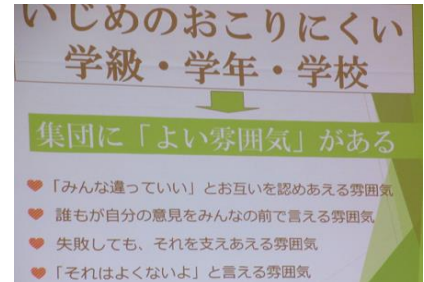 いじめのおこりにくい
学級・学年・学校
集団に「よい雰囲気」がある
「みんな違っていい」とお互いを認めあえる雰囲気
誰もが自分の意見をみんなの前で言える雰囲気
失敗しても、それを支えあえる雰囲気
「それはよくないよ」と言える雰囲気